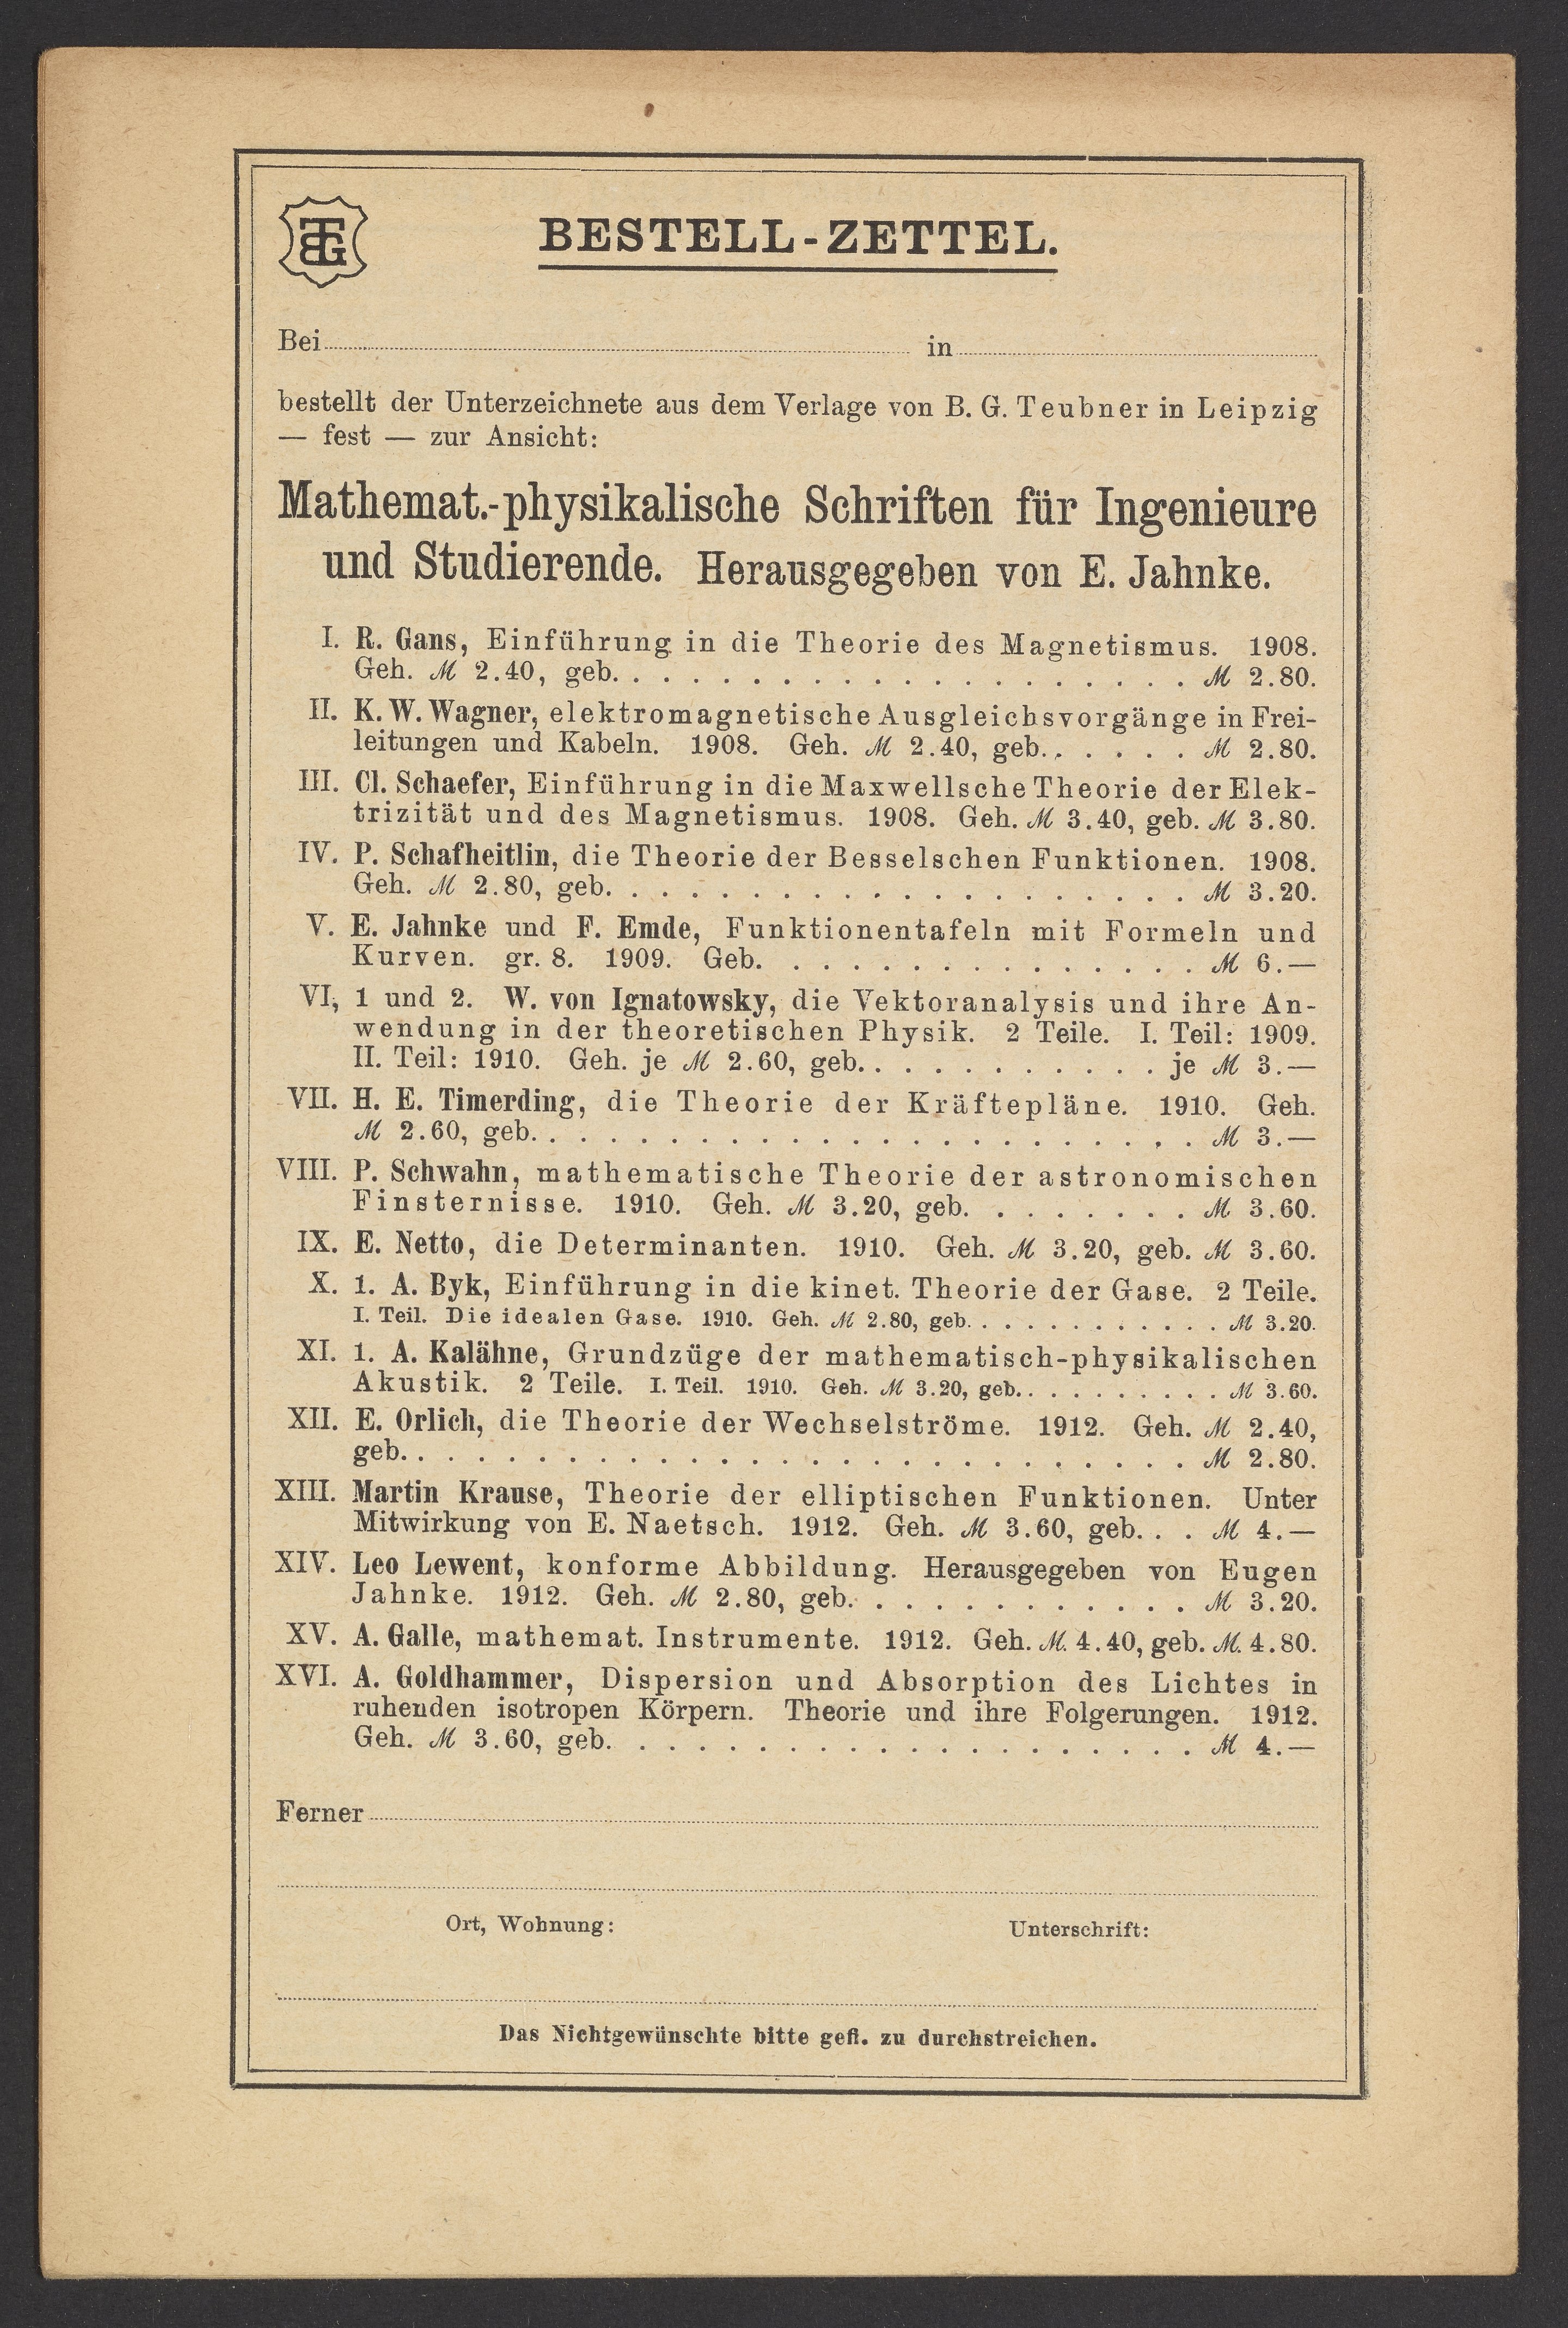 BTG
BESTELL-ZETTEL.
Bei in
bestellt der Unterzeichnete aus dem Verlage von B. G. Teubner in Leipzig
— fest — zur Ansicht:
Mathemat.-physikalische Schriften für Ingenieure
und Studierende. Herausgegeben von E. Jahnke.
I. R. Gans, Einführung in die Theorie des Magnetismus. 1908.
Geh. ℳ 2.40, geb. . . . . . . . . . . . . . . . . . . . ℳ 2.80.
II. K. W. Wagner, elektromagnetische Ausgleichsvorgänge in Frei-
leitungen und Kabeln. 1908. Geh. ℳ 2.40, geb. . . . . . ℳ 2.80.
III. Cl. Schaefer, Einführung in die Maxwellsche Theorie der Elek-
trizität und des Magnetismus. 1908. Geh. ℳ 3.40, geb. ℳ 3.80.
IV. P. Schafheitlin, die Theorie der Besselschen Funktionen. 1908.
Geh. ℳ 2.80, geb. . . . . . . . . . . . . . . . . . . . ℳ 3.20.
V. E. Jahnke und F. Emde, Funktionentafeln mit Formeln und
Kurven. gr. 8. 1909. Geb. . . . . . . . . . . . . . . ℳ 6.—
VI, 1 und 2. W. von Ignatowsky, die Vektoranalysis und ihre An-
wendung in der theoretischen Physik. 2 Teile. I. Teil: 1909.
II. Teil: 1910. Geh. je ℳ 2.60, geb. . . . . . . . . . . je ℳ 3.—
VII. H. E. Timerding, die Theorie der Kräftepläne. 1910. Geh.
ℳ 2.60, geb. . . . . . . . . . . . . . . . . . . . . . . ℳ 3.—
VIII. P. Schwahn, mathematische Theorie der astronomischen
Finsternisse. 1910. Geh. ℳ 3.20, geb. . . . . . . . ℳ 3.60.
IX. E. Netto, die Determinanten. 1910. Geh. ℳ 3.20, geb. ℳ 3.60.
X. 1. A. Byk, Einführung in die kinet. Theorie der Gase. 2 Teile.
I. Teil. Die idealen Gase. 1910. Geh. ℳ 2.80, geb. . . . . . . . . . ℳ 3.20.
XI. 1. A. Kalähne, Grundzüge der mathematisch-physikalischen
Akustik. 2 Teile. I. Teil. 1910. Geh. ℳ 3.20, geb. . . . . . . . . ℳ 3.60.
XII. E. Orlich, die Theorie der Wechselströme. 1912. Geh. ℳ 2.40,
geb. . . . . . . . . . . . . . . . . . . . . . . . . . . ℳ 2.80.
XIII. Martin Krause, Theorie der elliptischen Funktionen. Unter
Mitwirkung von E. Naetsch. 1912. Geh. ℳ 3.60, geb. . . ℳ 4.—
XIV. Leo Lewent, konforme Abbildung. Herausgegeben von Eugen
Jahnke. 1912. Geh. ℳ 2.80, geb. . . . . . . . . . . . ℳ 3.20.
XV. A. Galle, mathemat. Instrumente. 1912. Geh. ℳ. 4.40, geb. ℳ. 4.80.
XVI. A. Goldhammer, Dispersion und Absorption des Lichtes in
ruhenden isotropen Körpern. Theorie und ihre Folgerungen. 1912.
Geh. ℳ 3.60, geb. . . . . . . . . . . . . . . . . . . . ℳ 4.—
Ferner
Ort, Wohnung: Unterschrift:
Das Nichtgewünschte bitte gefl. zu durchstreichen.